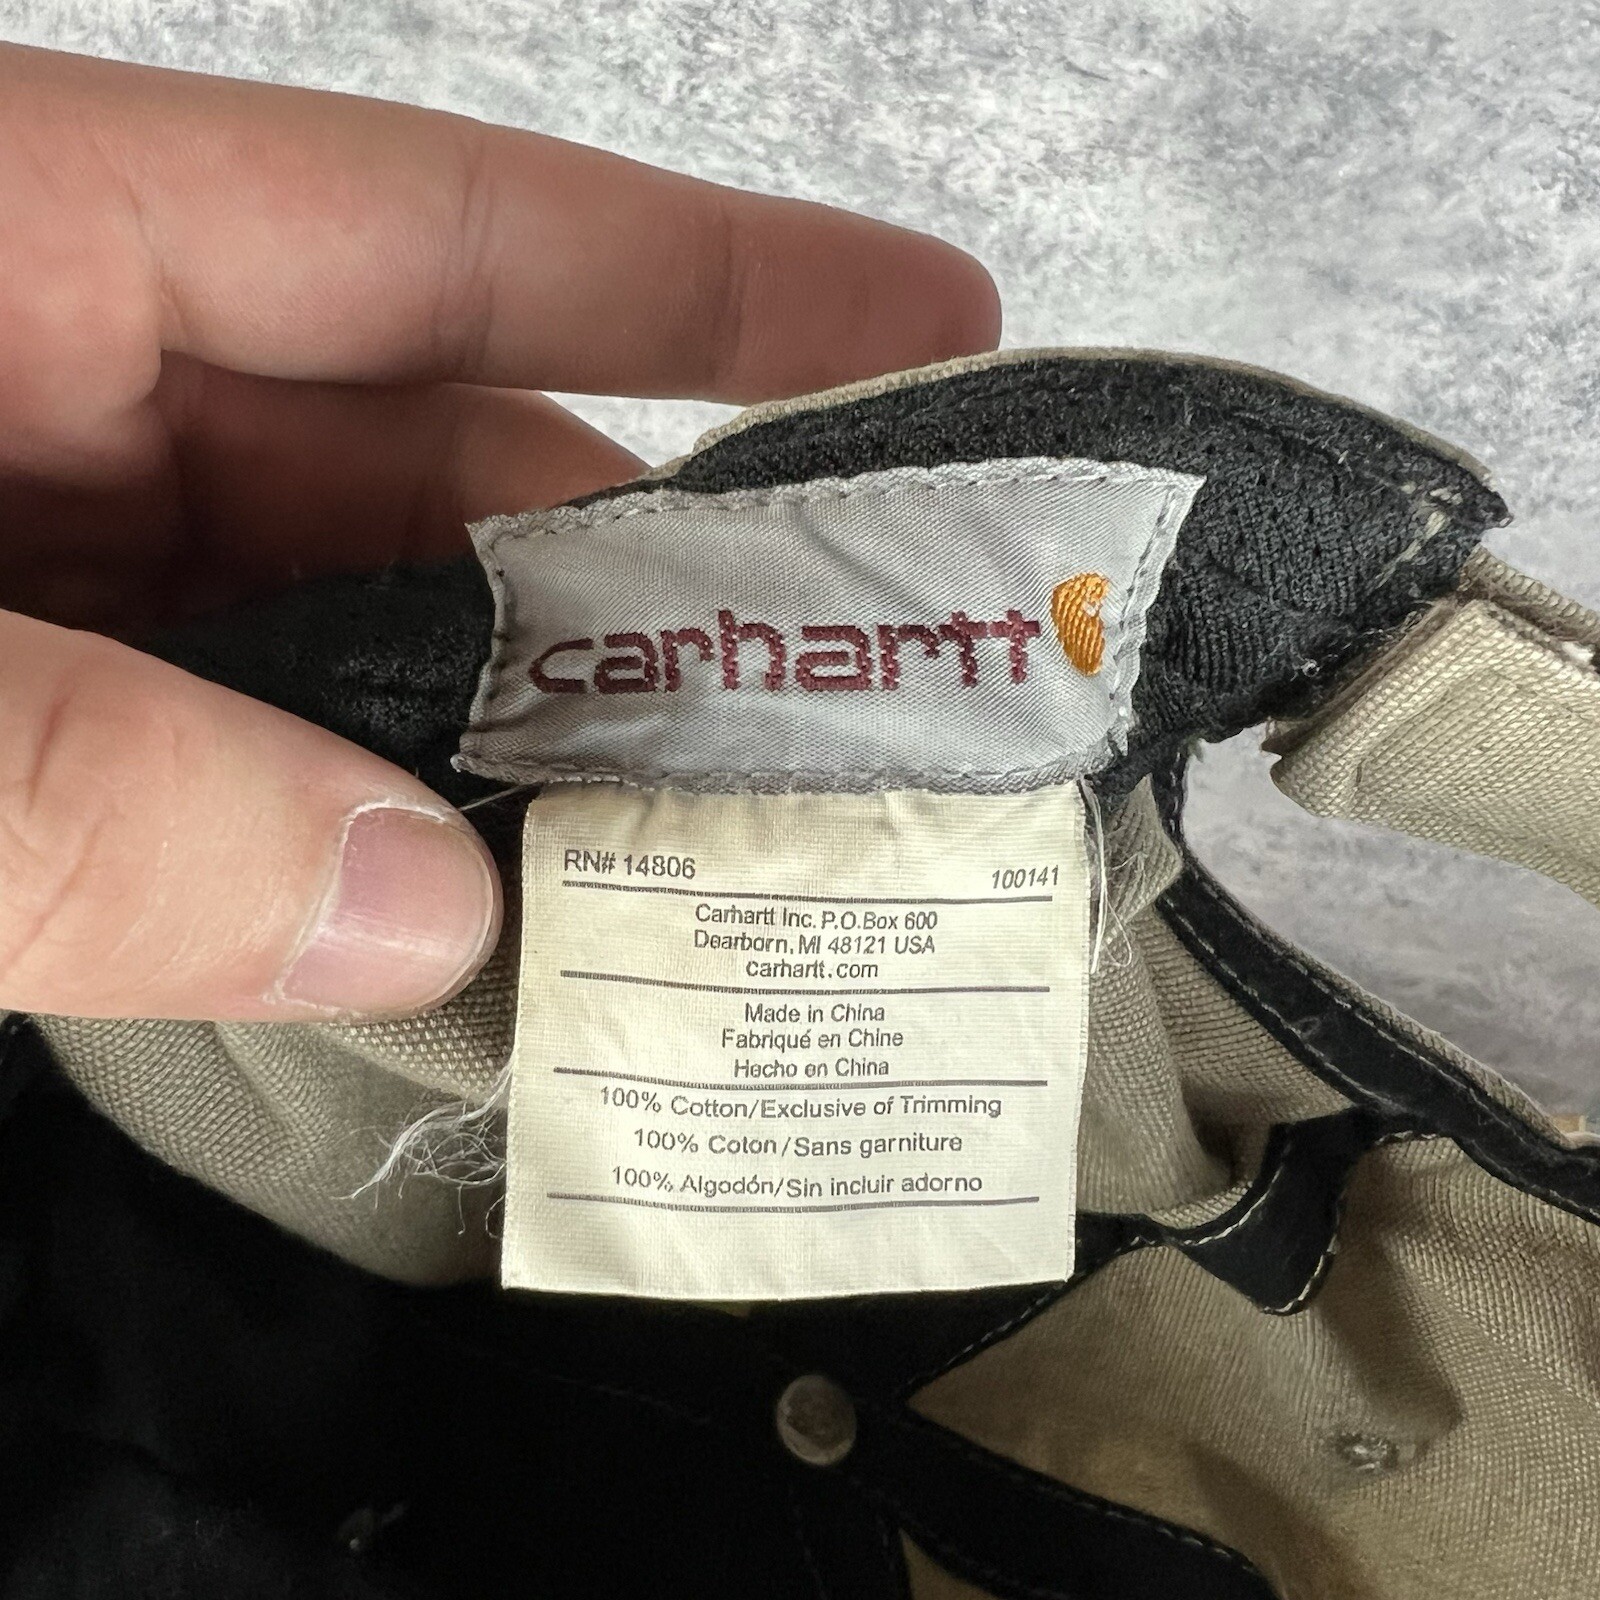 carhartt
RN# 14806
100141
Carhartt Inc. P.O.Box 600
Dearborn, MI 48121 USA
carhartt.com
Made in China
Fabriqué en Chine
Hecho en China
100% Cotton/Exclusive of Trimming
100% Coton/Sans garniture
100% Algodón/Sin incluir adorno